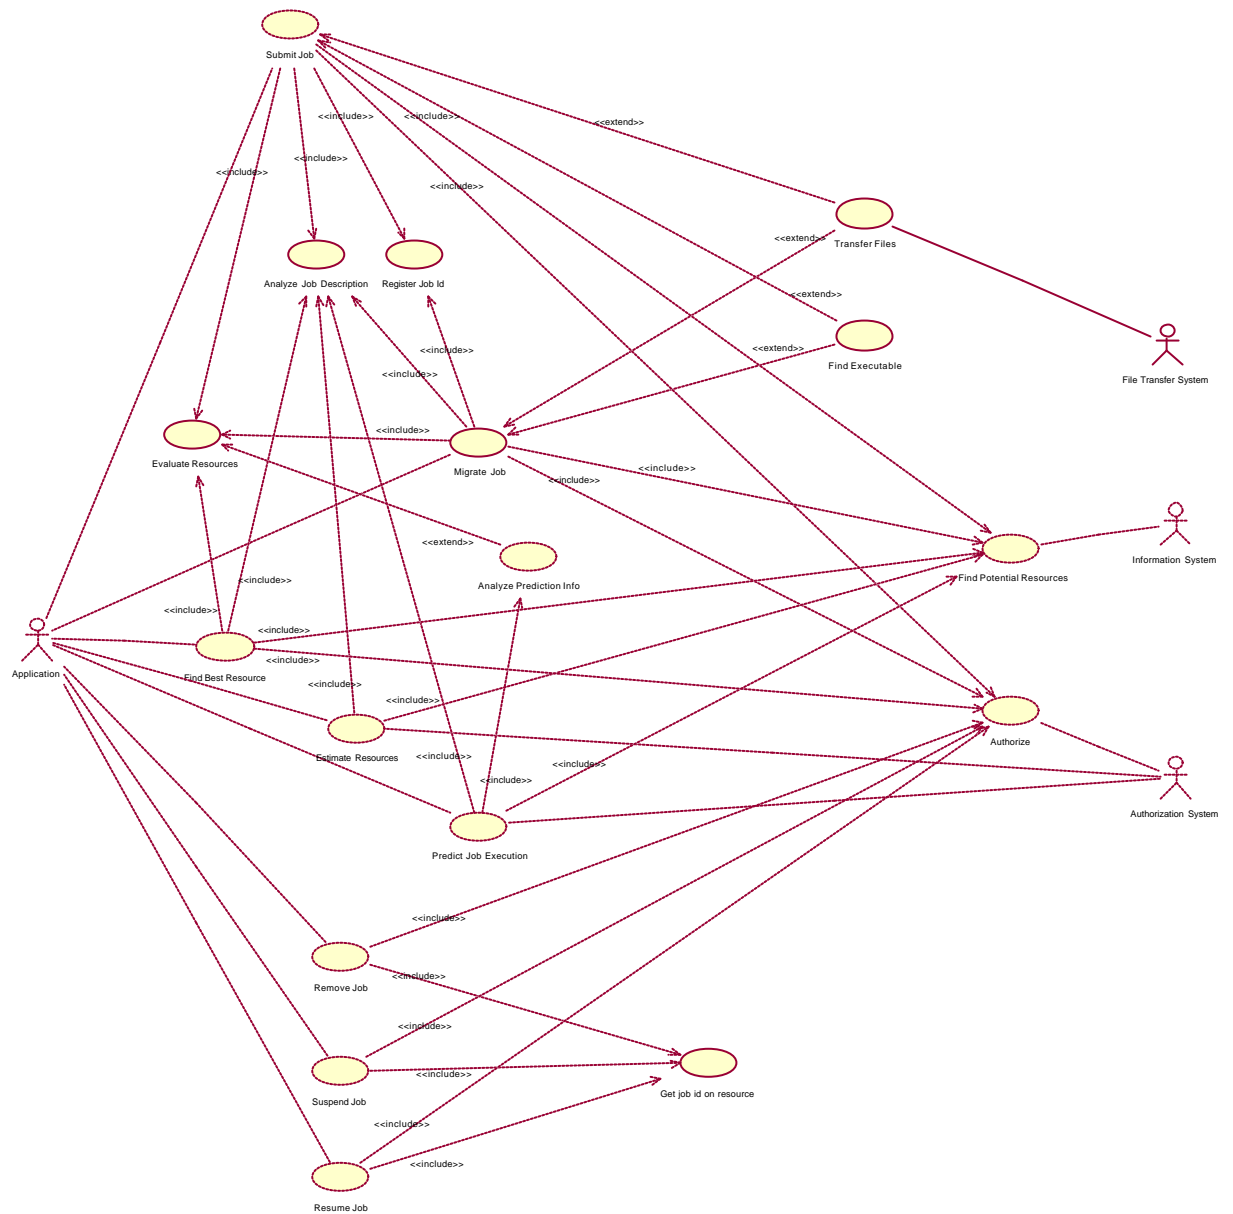 Submit Job
<<include>>
<<include>>
<<extend>>
<<include>>
<<include>>
<<include>>
<<extend>>
Transfer Files
Analyze Job Description
Register Job Id
<<extend>>
<<include>>
<<extend>>
Find Executable
File Transfer System
<<include>>
<<include>>
Evaluate Resources
Migrate Job
<<include>>
<<include>>
<<extend>>
Information System
Analyze Prediction Info
Find Potential Resources
<<include>>
<<include>>
<<include>>
Application
Find Best Resource
<<include>>
<<include>>
<<include>>
Estimate Resources
<<include>>
<<include>>
<<include>>
Authorize
Authorization System
Predict Job Execution
<<include>>
Remove Job
<<include>>
<<include>>
<<include>>
Suspend Job
Get job id on resource
<<include>>
<<include>>
Resume Job